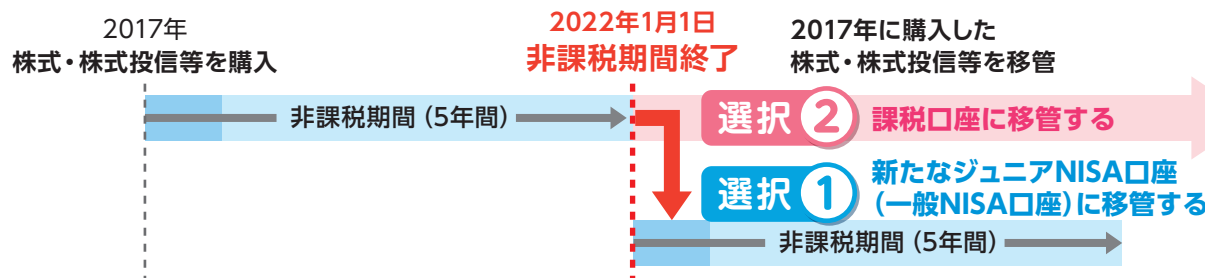 2017年
株式・株式投信等を購入
2022年1月1日
非課税期間終了
2017年に購入した
株式・株式投信等を移管
非課税期間（5年間）
選択② 課税口座に移管する
選択① 新たなジュニアNISA口座
（一般NISA口座）に移管する
非課税期間（5年間）